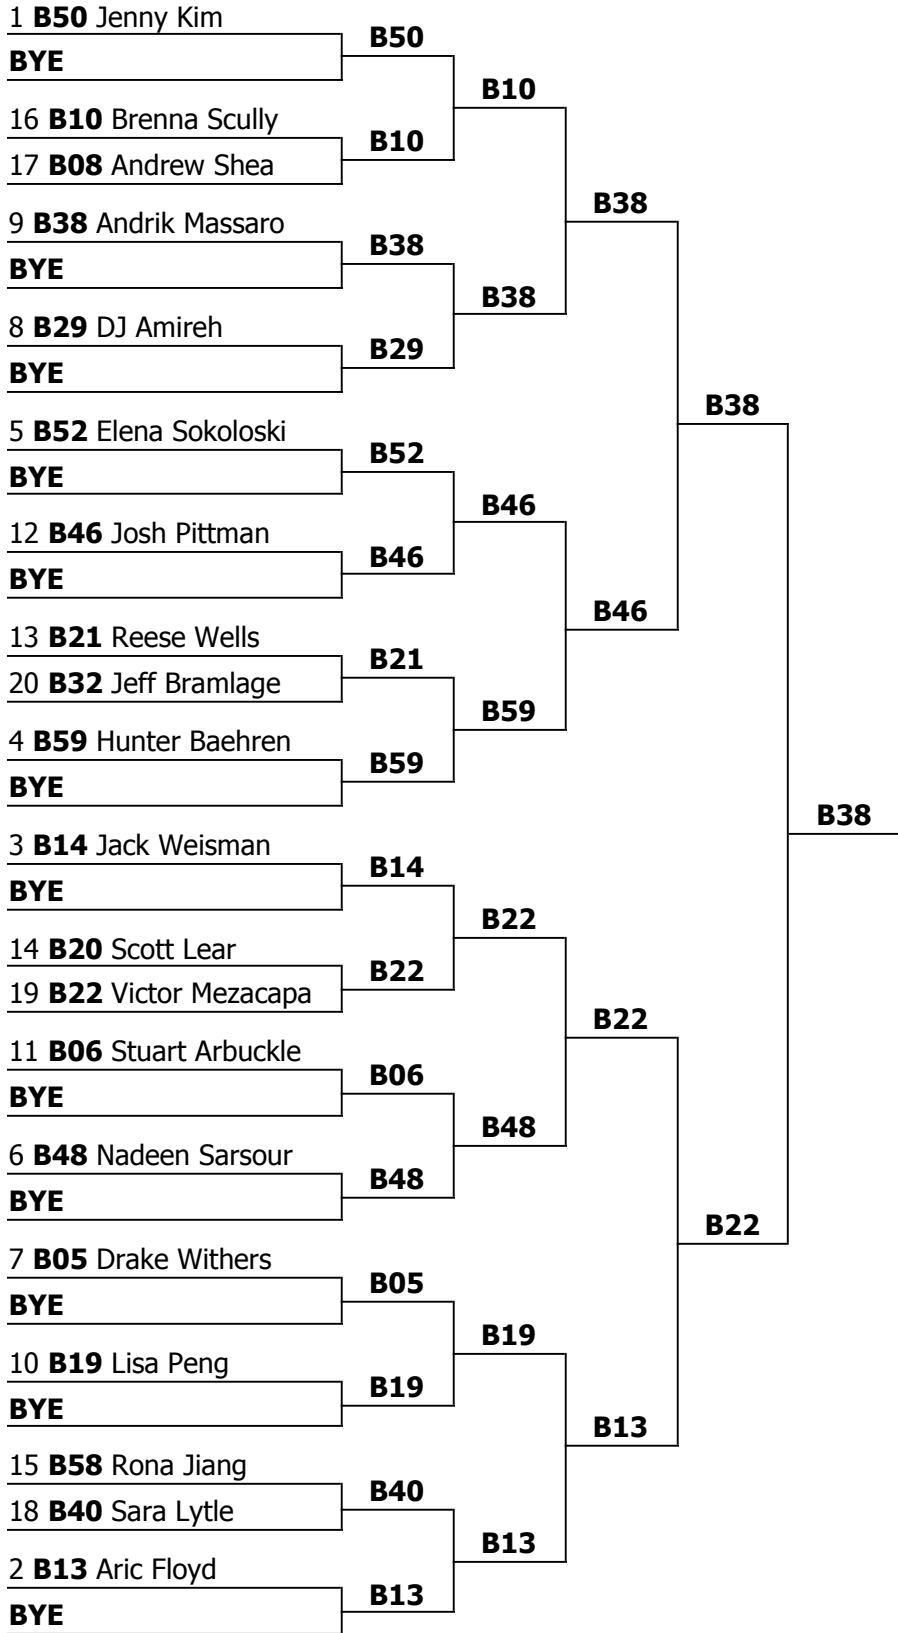 1 B50 Jenny Kim
BYE
16 B10 Brenna Scully
17 B08 Andrew Shea
9 B38 Andrik Massaro
BYE
8 B29 DJ Amireh
BYE
5 B52 Elena Sokoloski
BYE
12 B46 Josh Pittman
BYE
13 B21 Reese Wells
20 B32 Jeff Bramlage
4 B59 Hunter Baehren
BYE
3 B14 Jack Weisman
BYE
14 B20 Scott Lear
19 B22 Victor Mezacapa
11 B06 Stuart Arbuckle
BYE
6 B48 Nadeen Sarsour
BYE
7 B05 Drake Withers
BYE
10 B19 Lisa Peng
BYE
15 B58 Rona Jiang
18 B40 Sara Lytle
2 B13 Aric Floyd
BYE
B50
B10
B38
B29
B52
B46
B21
B59
B14
B22
B06
B48
B05
B19
B40
B13
B10
B38
B46
B59
B22
B48
B19
B13
B38
B46
B22
B13
B38
B22
B38